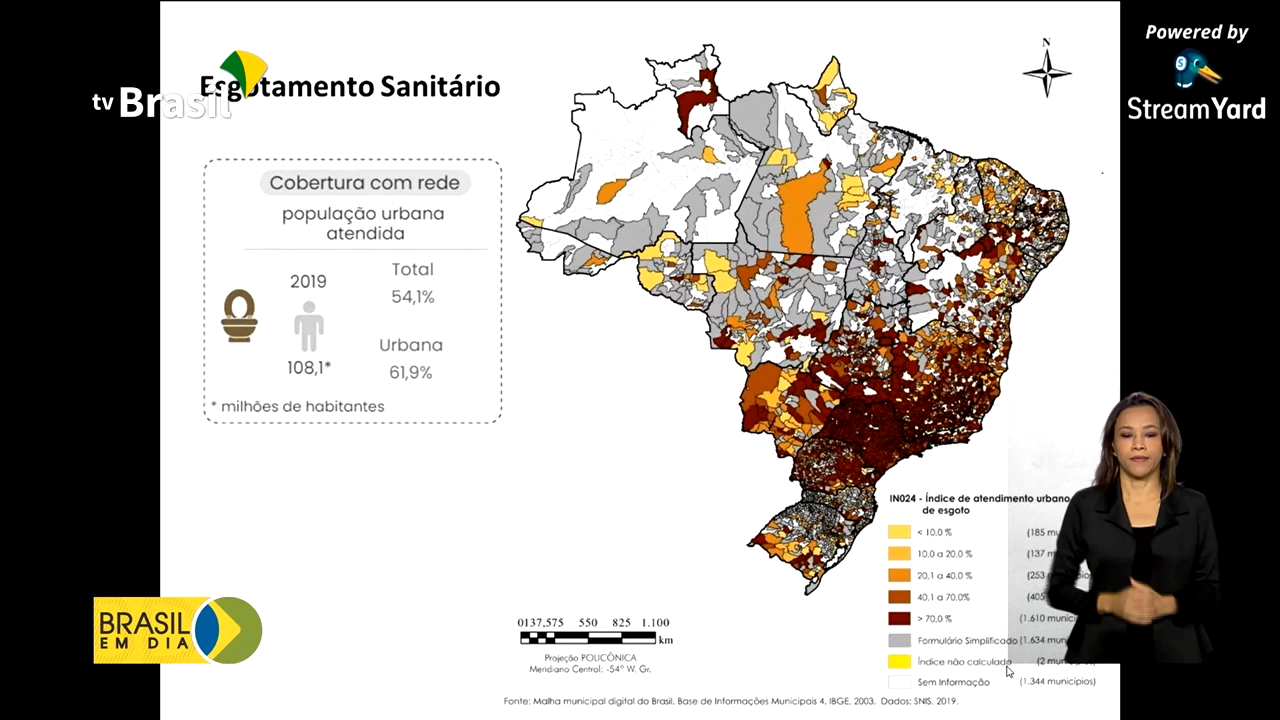 Powered by
StreamYard
tv Brasil
Esgotamento Sanitário
Cobertura com rede
população urbana
atendida
2019
Total
54,1%
108,1*
Urbana
61,9%
* milhões de habitantes
N
IN024 - Índice de atendimento urbano
de esgoto
< 10,0 % (185
10,0 a 20,0 % (137
20,1 a 40,0 % (253
40,1 a 70,0% (405
> 70,0 % (1.610
Formulário Simplificado (1.634
Índice não calculado (2
Sem Informação (1.344 municípios)
0137,575 550 825 1.100
km
Projeção POLICÔNICA
Meridiano Central: -54° W. Gr.
Fonte: Malha municipal digital do Brasil, Base de Informações Municipais 4, IBGE, 2003. Dados: SNIS, 2019.
BRASIL
EM DIA